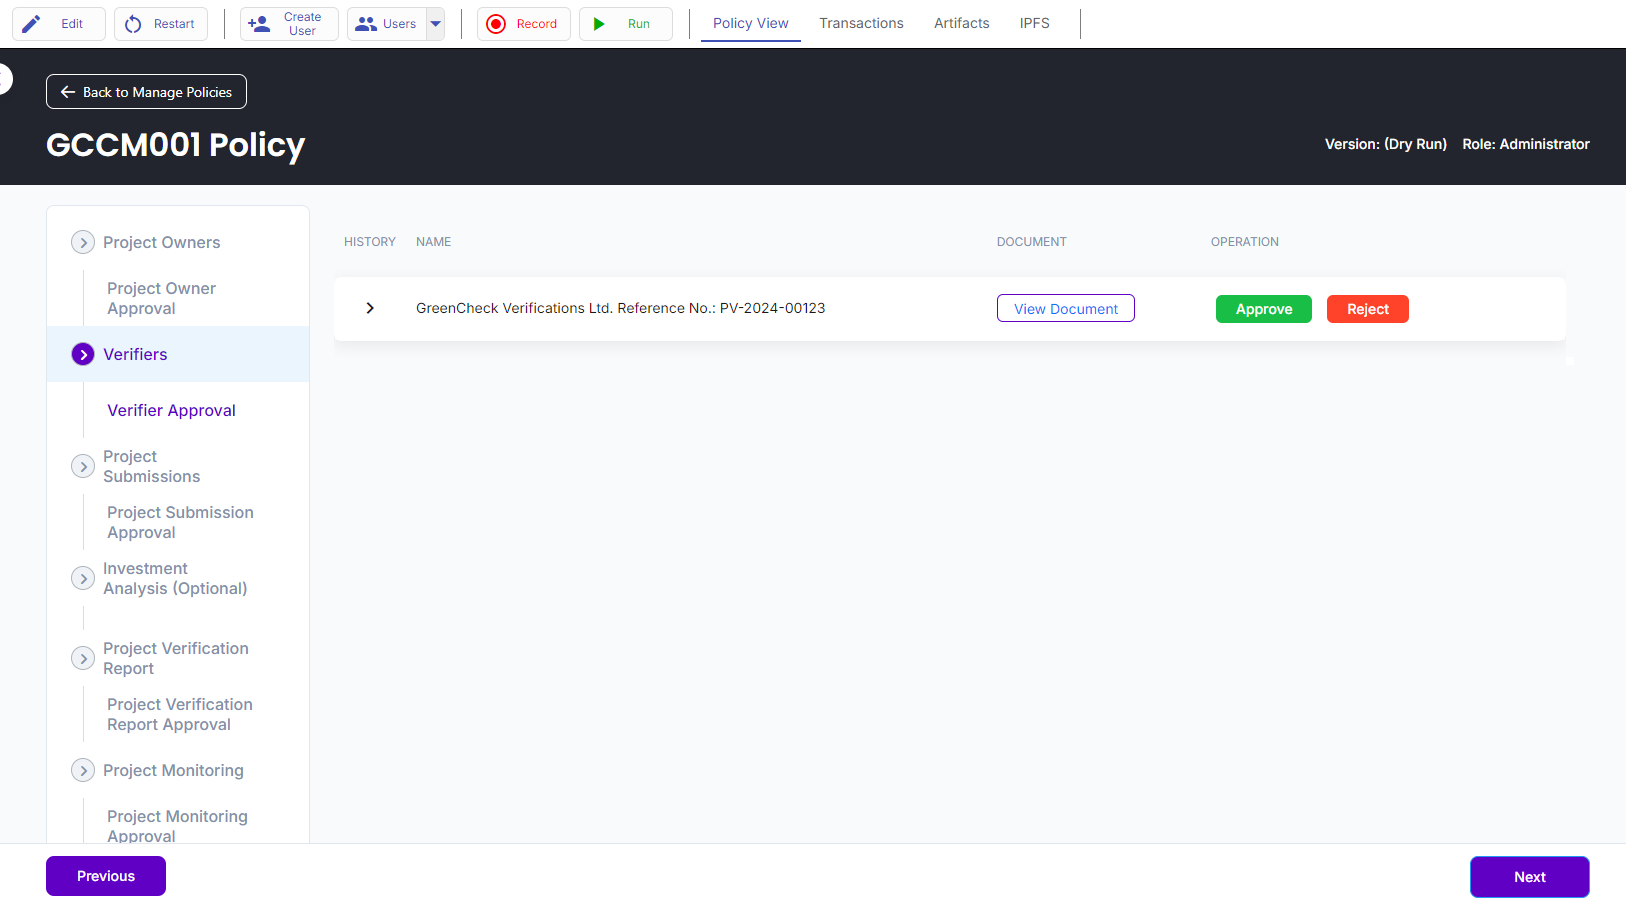 Edit
Restart
Create
User
Users
Record
Run
Policy View
Transactions
Artifacts
IPFS
Back to Manage Policies
GCCM001 Policy
Version: (Dry Run)
Role: Administrator
Project Owners
Project Owner
Approval
Verifiers
Verifier Approval
Project
Submissions
Project Submission
Approval
Investment
Analysis (Optional)
Project Verification
Report
Project Verification
Report Approval
Project Monitoring
Project Monitoring
Approval
HISTORY NAME DOCUMENT OPERATION
GreenCheck Verifications Ltd. Reference No.: PV-2024-00123
View Document
Approve
Reject
Previous
Next